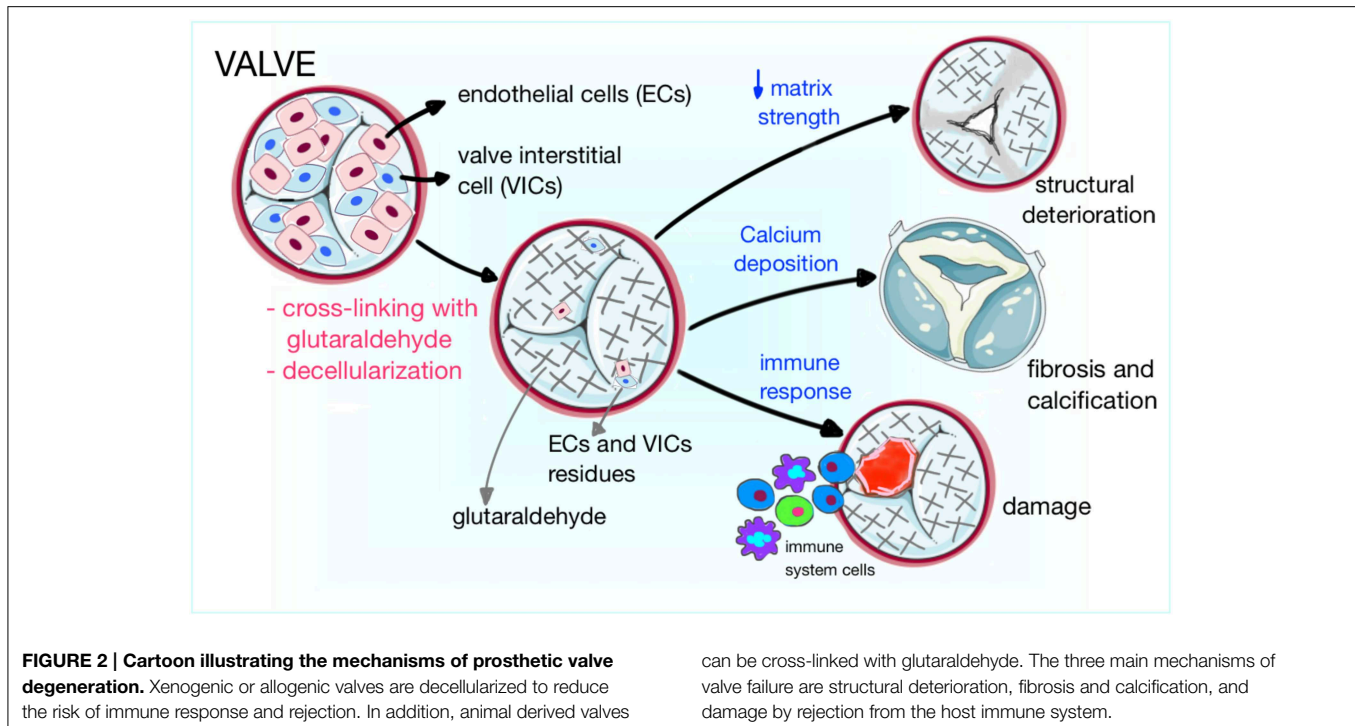 VALVE
endothelial cells (ECs)
valve interstitial
cell (VICs)
- cross-linking with
glutaraldehyde
- decellularization
ECs and VICs
residues
glutaraldehyde
↓ matrix
strength
structural
deterioration
Calcium
deposition
fibrosis and
calcification
immune
response
damage
immune
system cells
FIGURE 2 | Cartoon illustrating the mechanisms of prosthetic valve
degeneration. Xenogenic or allogenic valves are decellularized to reduce
the risk of immune response and rejection. In addition, animal derived valves
can be cross-linked with glutaraldehyde. The three main mechanisms of
valve failure are structural deterioration, fibrosis and calcification, and
damage by rejection from the host immune system.